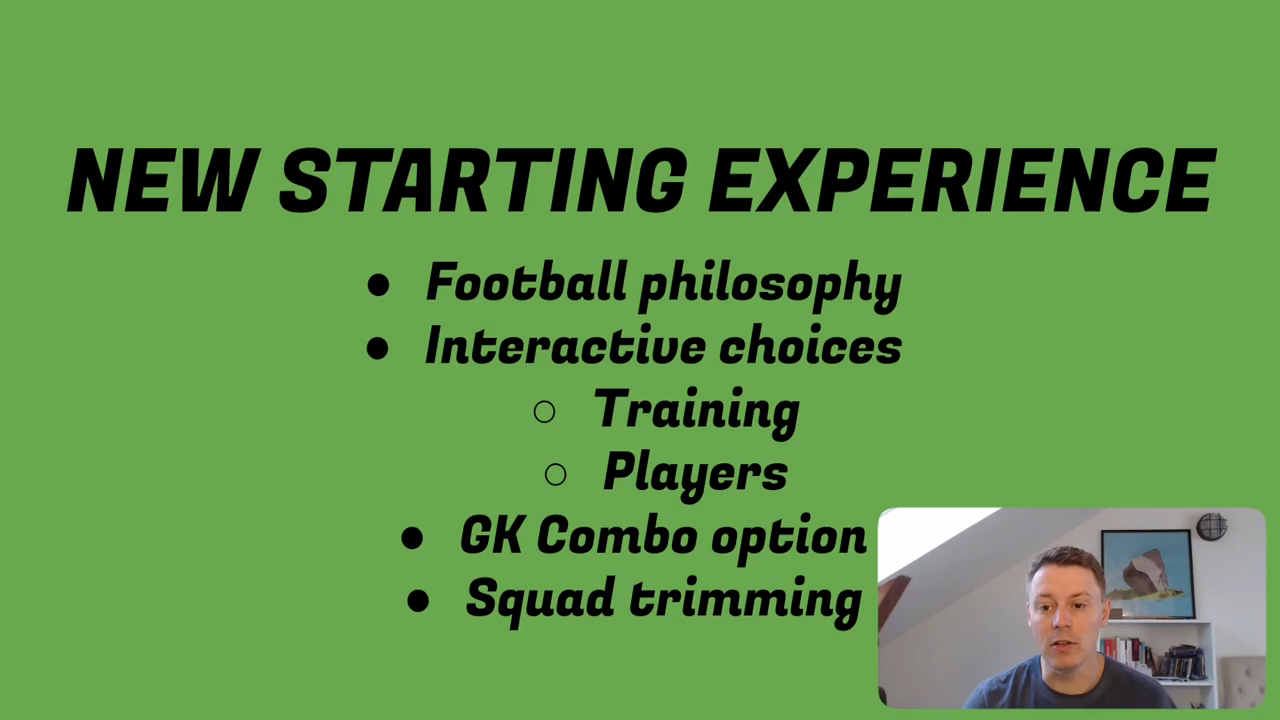 NEW STARTING EXPERIENCE
● Football philosophy
● Interactive choices
○ Training
○ Players
● GK Combo option
● Squad trimming